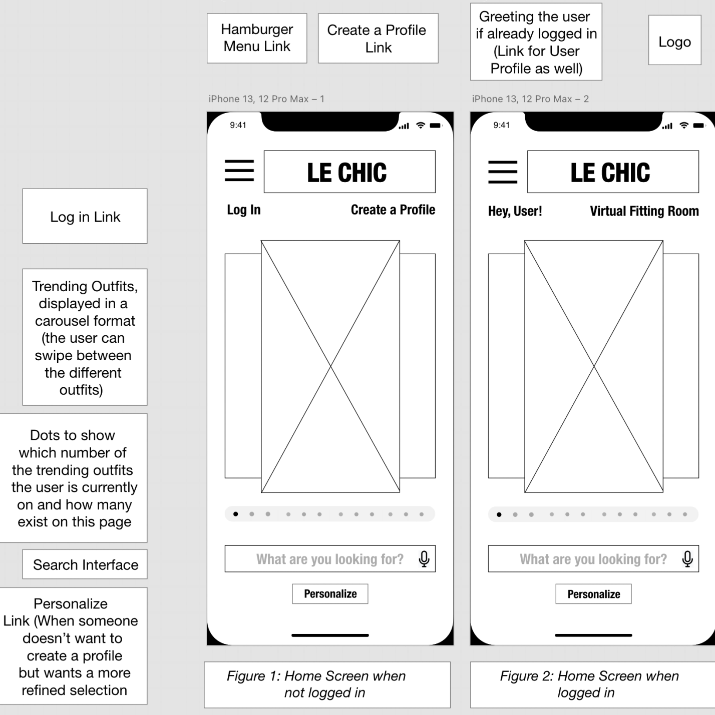 Hamburger
Menu Link
Create a Profile
Link
Greeting the user
if already logged in
(Link for User
Profile as well)
Logo
iPhone 13, 12 Pro Max – 1
iPhone 13, 12 Pro Max – 2
9:41
9:41
LE CHIC
LE CHIC
Log In
Create a Profile
Hey, User!
Virtual Fitting Room
Log in Link
Trending Outfits,
displayed in a
carousel format
(the user can
swipe between
the different
outfits)
Dots to show
which number of
the trending outfits
the user is currently
on and how many
exist on this page
Search Interface
Personalize
Link (When someone
doesn’t want to
create a profile
but wants a more
refined selection
What are you looking for?
What are you looking for?
Personalize
Personalize
Figure 1: Home Screen when
not logged in
Figure 2: Home Screen when
logged in